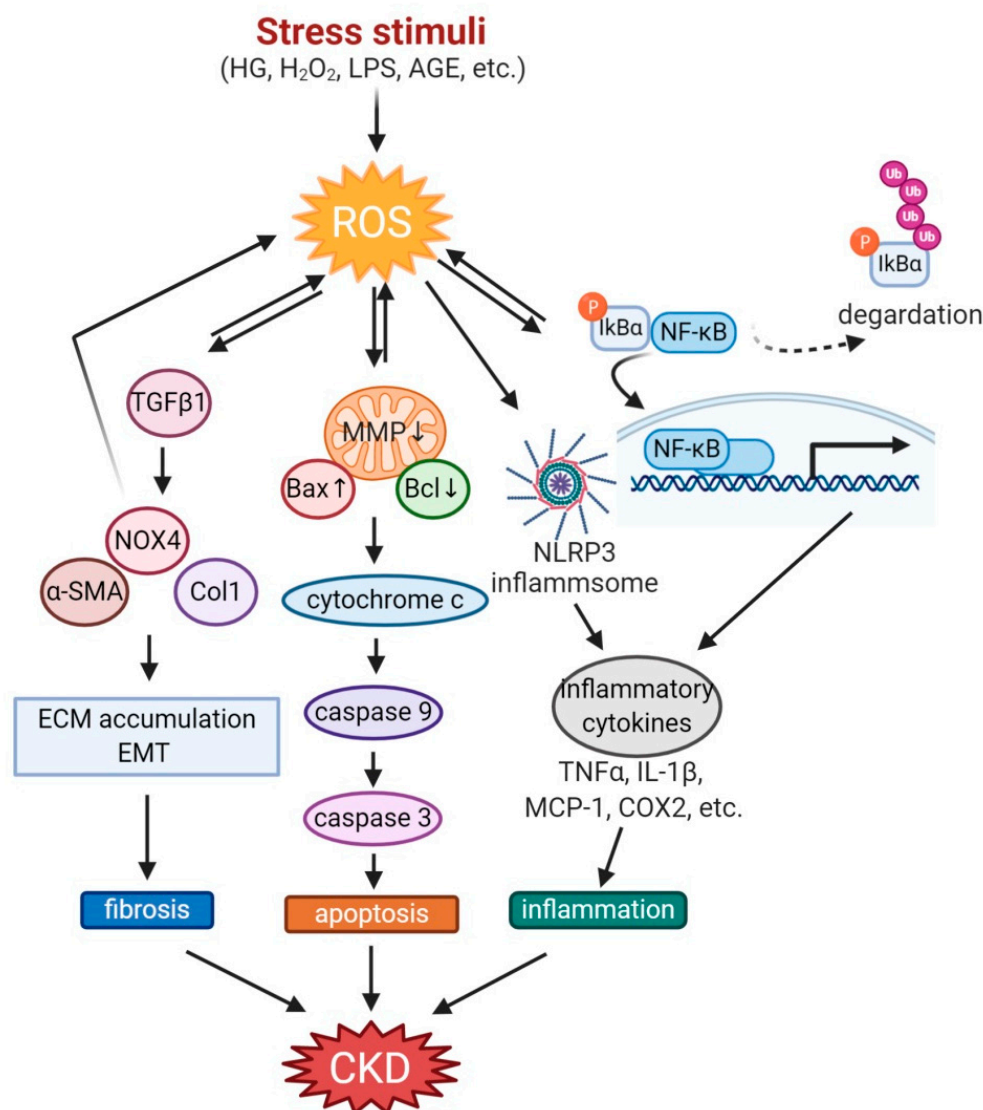 Stress stimuli
(HG, H₂O₂, LPS, AGE, etc.)
ROS
Ub
Ub
Ub
Ub
P
IkBα
degardation
P
IkBα
NF-κB
TGFβ1
MMP↓
Bax↑
Bcl↓
NF-κB
NOX4
α-SMA
Col1
cytochrome c
NLRP3
inflammsome
ECM accumulation
EMT
caspase 9
inflammatory
cytokines
TNFα, IL-1β,
MCP-1, COX2, etc.
caspase 3
fibrosis
apoptosis
inflammation
CKD